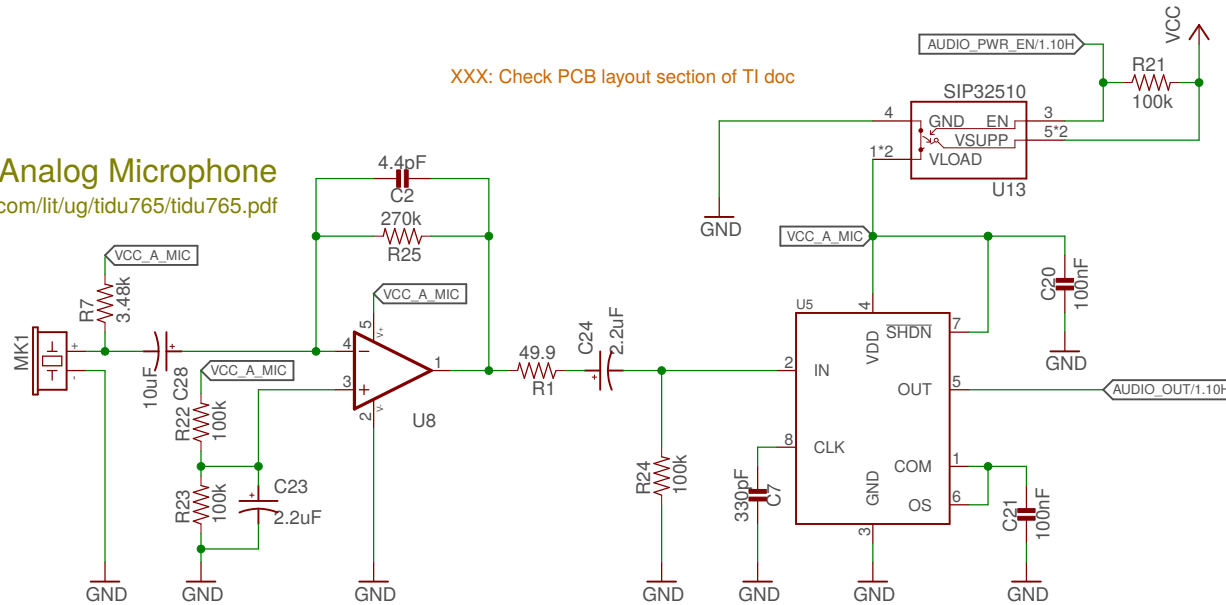 AUDIO_PWR_EN/1.10H
VCC
R21
100k
XXX: Check PCB layout section of TI doc
SIP32510
4
GND
EN
3
VSUPP
5*2
1*2
VLOAD
U13
GND
Analog Microphone
com/lit/ug/tidu765/tidu765.pdf
4.4pF
C2
270k
R25
VCC_A_MIC
R7
3.48k
MK1
+
-
10uF
C28
VCC_A_MIC
R22
100k
R23
100k
C23
2.2uF
VCC_A_MIC
5
V+
4
3
1
2
V-
U8
49.9
R1
C24
2.2uF
R24
100k
VCC_A_MIC
C20
100nF
GND
U5
4
VDD
SHDN
7
2
IN
OUT
5
AUDIO_OUT/1.10H
8
CLK
COM
1
OS
6
GND
3
330pF
C7
C21
100nF
GND
GND
GND
GND
GND
GND
GND